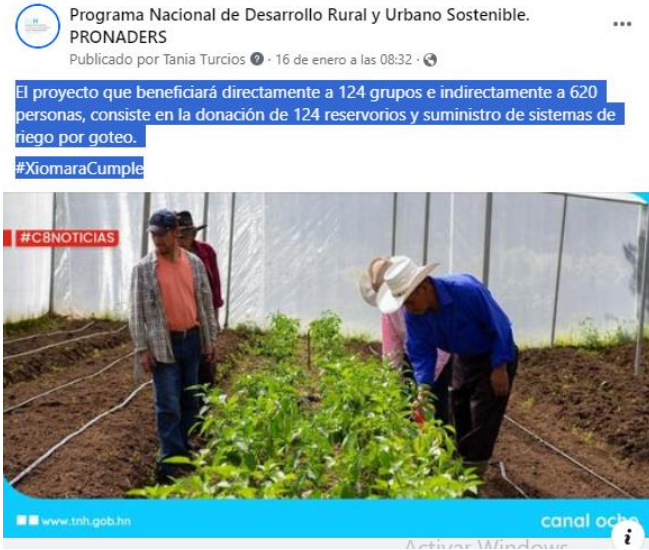 Programa Nacional de Desarrollo Rural y Urbano Sostenible.
PRONADERS
Publicado por Tania Turcios · 16 de enero a las 08:32 ·
El proyecto que beneficiará directamente a 124 grupos e indirectamente a 620
personas, consiste en la donación de 124 reservorios y suministro de sistemas de
riego por goteo.
#XiomaraCumple
#C8NOTICIAS
www.tnh.gob.hn
canal ocho
Activar Windows